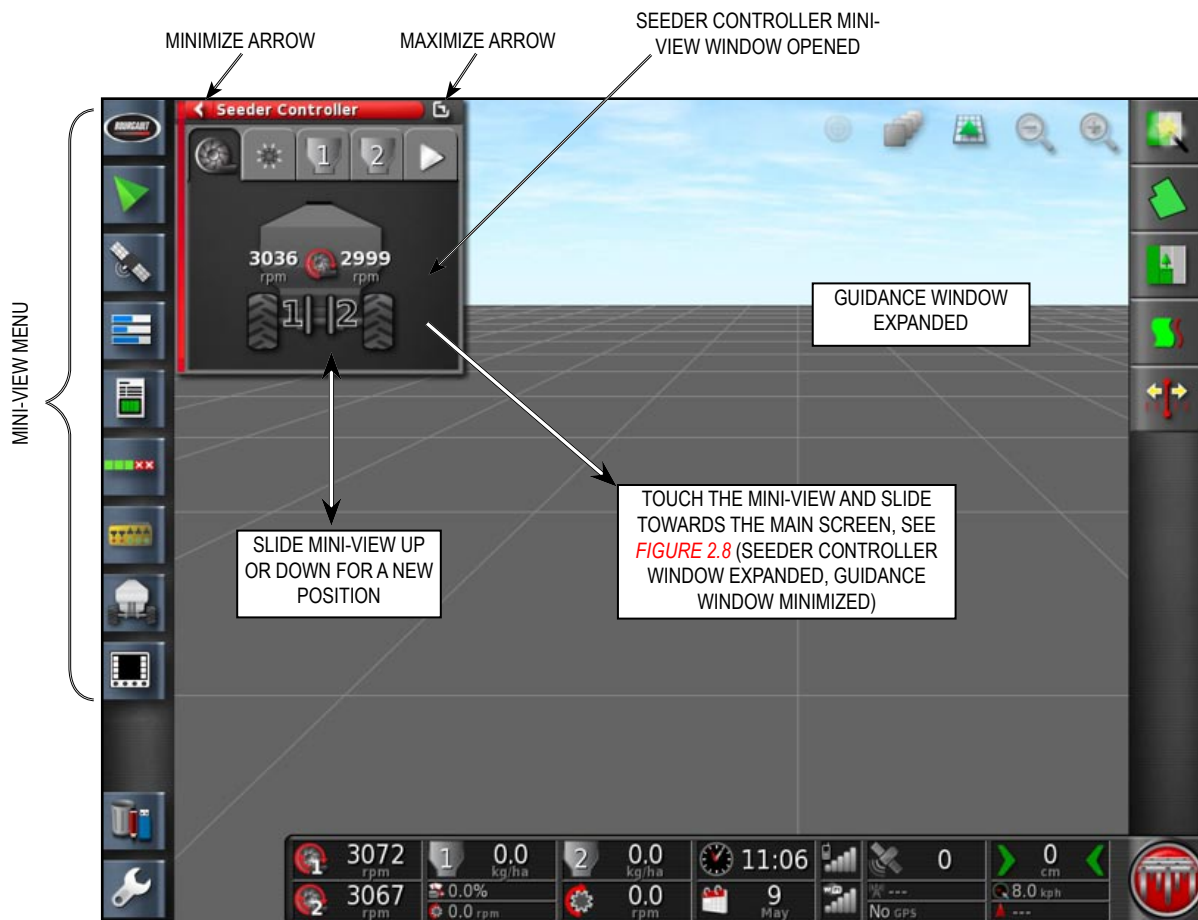 SEEDER CONTROLLER MINI-
VIEW WINDOW OPENED
MINIMIZE ARROW
MAXIMIZE ARROW
MINI-VIEW MENU
BOURGAULT
Seeder Controller
1
2
3036
rpm
2999
rpm
1
2
GUIDANCE WINDOW
EXPANDED
SLIDE MINI-VIEW UP
OR DOWN FOR A NEW
POSITION
TOUCH THE MINI-VIEW AND SLIDE
TOWARDS THE MAIN SCREEN, SEE
FIGURE 2.8 (SEEDER CONTROLLER
WINDOW EXPANDED, GUIDANCE
WINDOW MINIMIZED)
1
3072
rpm
1
0.0
kg/ha
2
0.0
kg/ha
11:06
0
0
cm
2
3067
rpm
0.0%
0.0 rpm
0.0
rpm
9
May
---
No GPS
8.0 kph
---